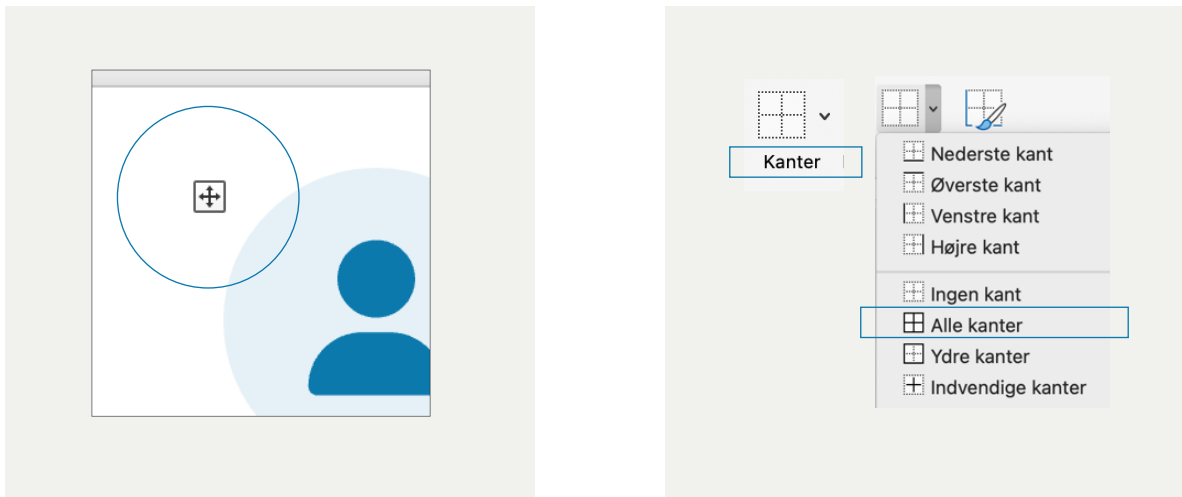 Kanter
Nederste kant
Øverste kant
Venstre kant
Højre kant
Ingen kant
Alle kanter
Ydre kanter
Indvendige kanter